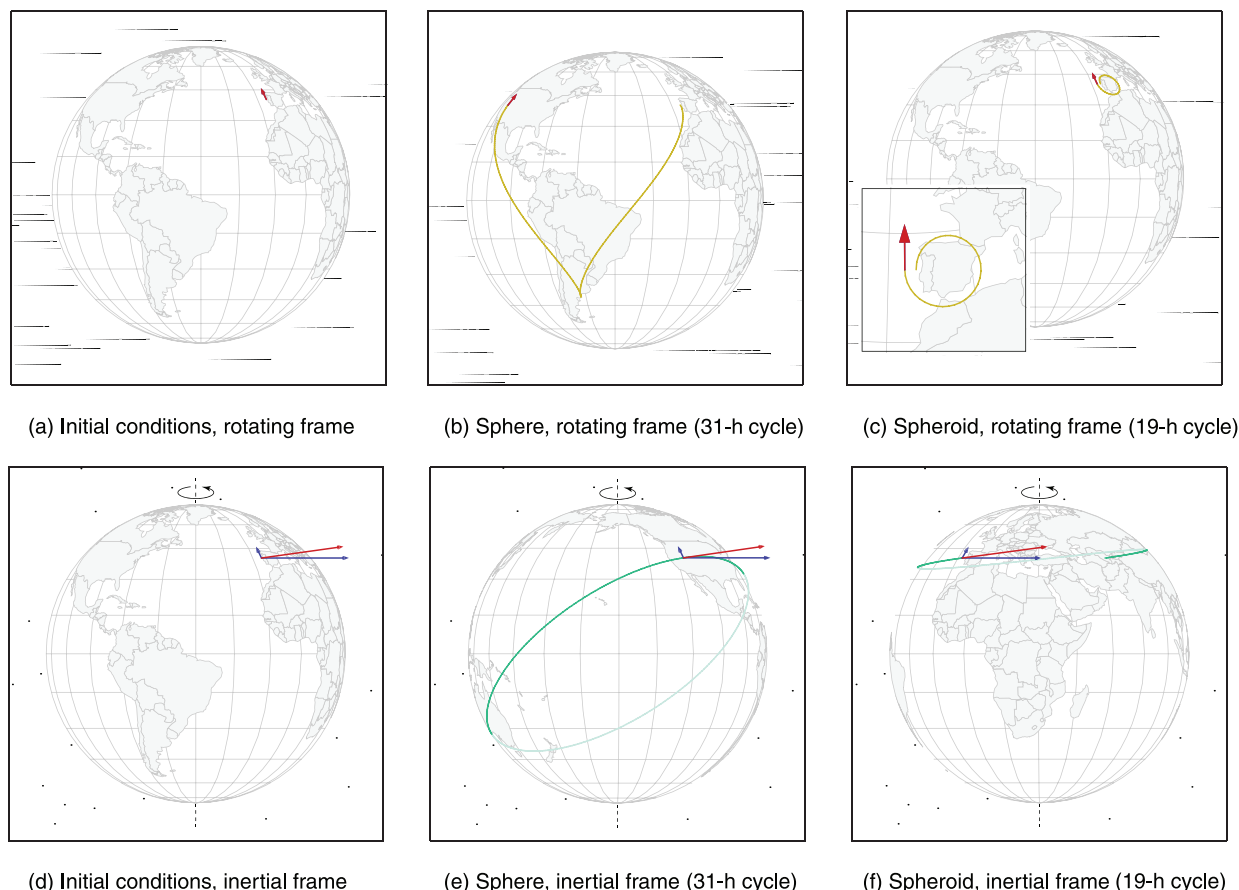 (a) Initial conditions, rotating frame
(b) Sphere, rotating frame (31-h cycle)
(c) Spheroid, rotating frame (19-h cycle)
(d) Initial conditions, inertial frame
(e) Sphere, inertial frame (31-h cycle)
(f) Spheroid, inertial frame (19-h cycle)